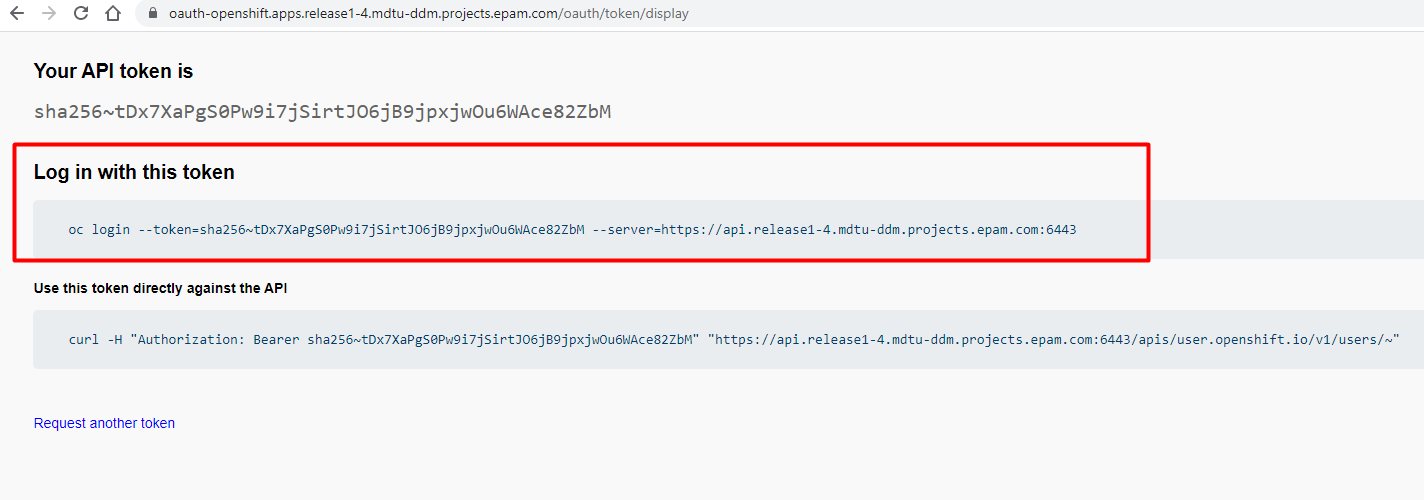 oauth-openshift.apps.release1-4.mdtu-ddm.projects.epam.com/oauth/token/display
Your API token is
sha256~tDx7XaPgS0Pw9i7jSirtJO6jB9jpxjwOu6WAce82ZbM
Log in with this token
oc login --token=sha256~tDx7XaPgS0Pw9i7jSirtJO6jB9jpxjwOu6WAce82ZbM --server=https://api.release1-4.mdtu-ddm.projects.epam.com:6443
Use this token directly against the API
curl -H "Authorization: Bearer sha256~tDx7XaPgS0Pw9i7jSirtJO6jB9jpxjwOu6WAce82ZbM" "https://api.release1-4.mdtu-ddm.projects.epam.com:6443/apis/user.openshift.io/v1/users/~"
Request another token